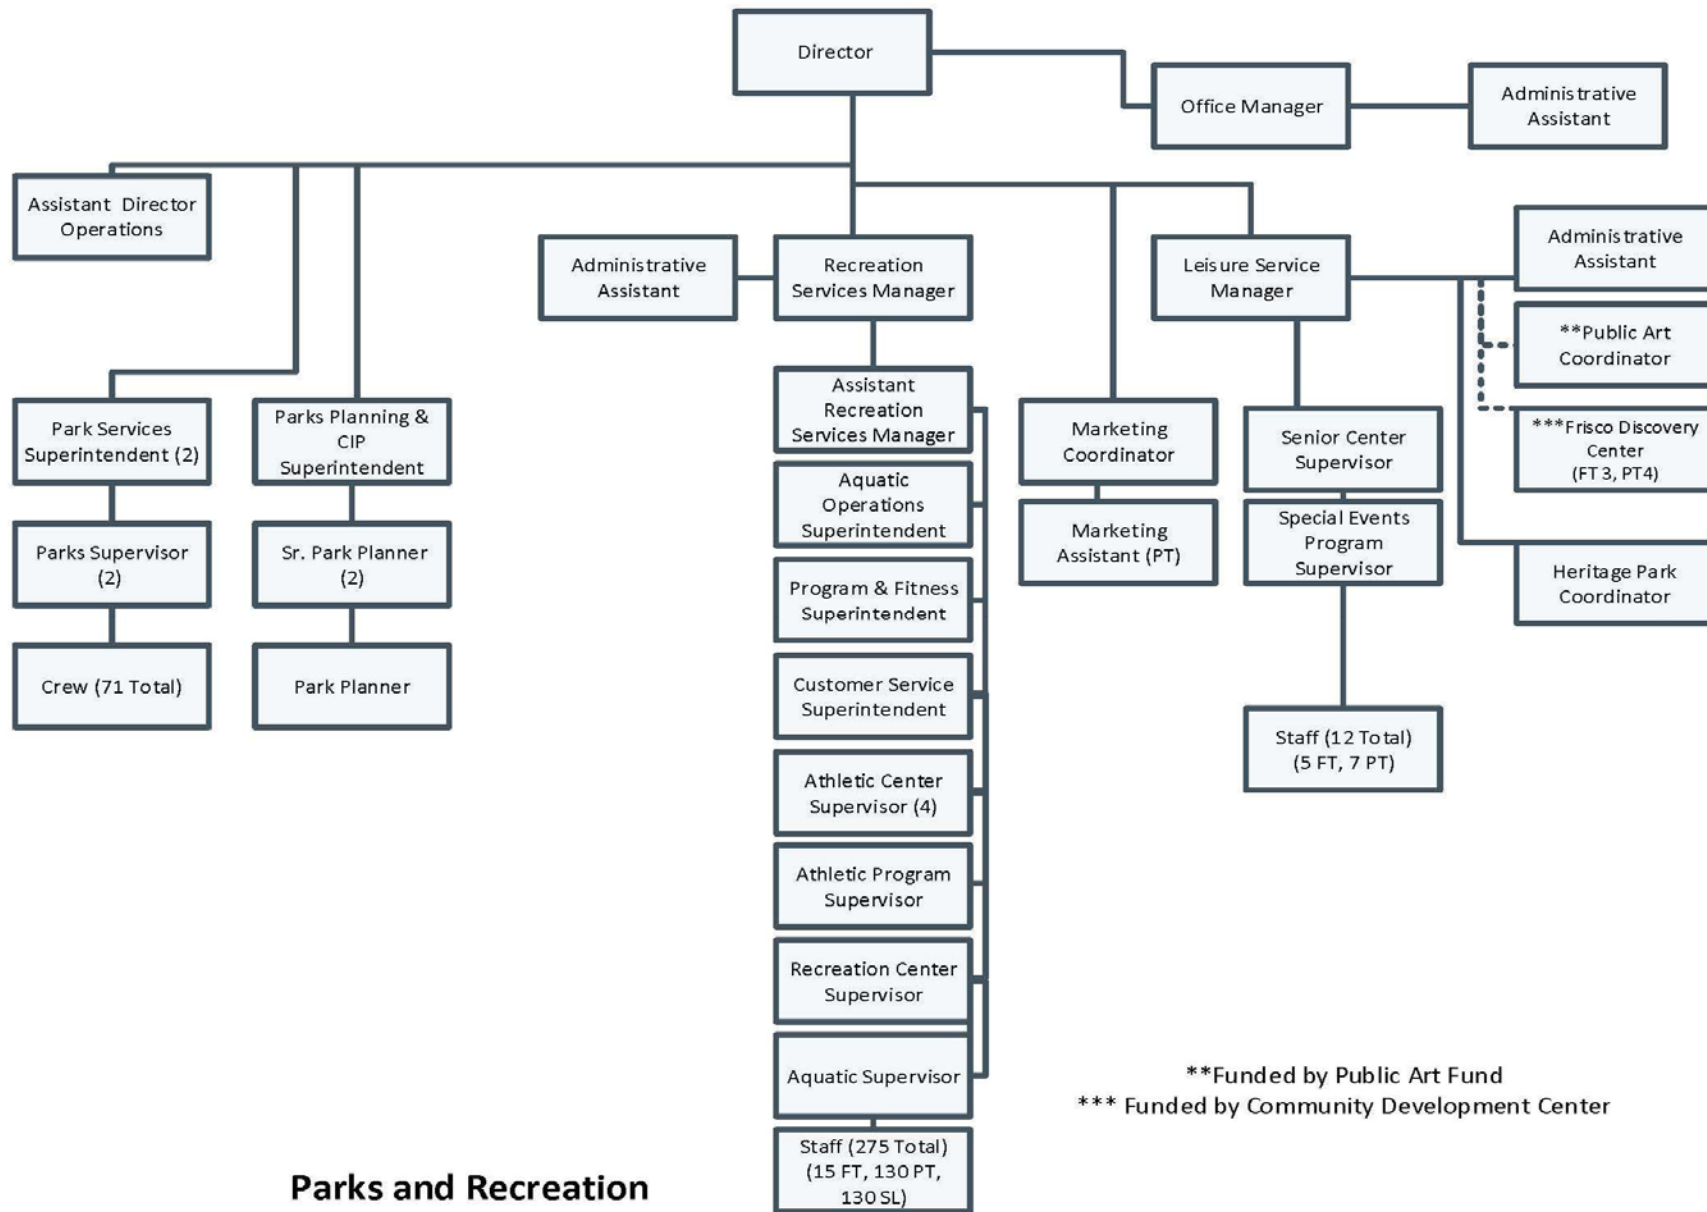 Director
Office Manager
Administrative
Assistant
Assistant Director
Operations
Administrative
Assistant
Recreation
Services Manager
Leisure Service
Manager
Administrative
Assistant
**Public Art
Coordinator
***Frisco Discovery
Center
(FT 3, PT4)
Heritage Park
Coordinator
Park Services
Superintendent (2)
Parks Supervisor
(2)
Crew (71 Total)
Parks Planning &
CIP
Superintendent
Sr. Park Planner
(2)
Park Planner
Assistant
Recreation
Services Manager
Aquatic
Operations
Superintendent
Program & Fitness
Superintendent
Customer Service
Superintendent
Athletic Center
Supervisor (4)
Athletic Program
Supervisor
Recreation Center
Supervisor
Aquatic Supervisor
Staff (275 Total)
(15 FT, 130 PT,
130 SL)
Marketing
Coordinator
Marketing
Assistant (PT)
Senior Center
Supervisor
Special Events
Program
Supervisor
Staff (12 Total)
(5 FT, 7 PT)
**Funded by Public Art Fund
*** Funded by Community Development Center
Parks and Recreation